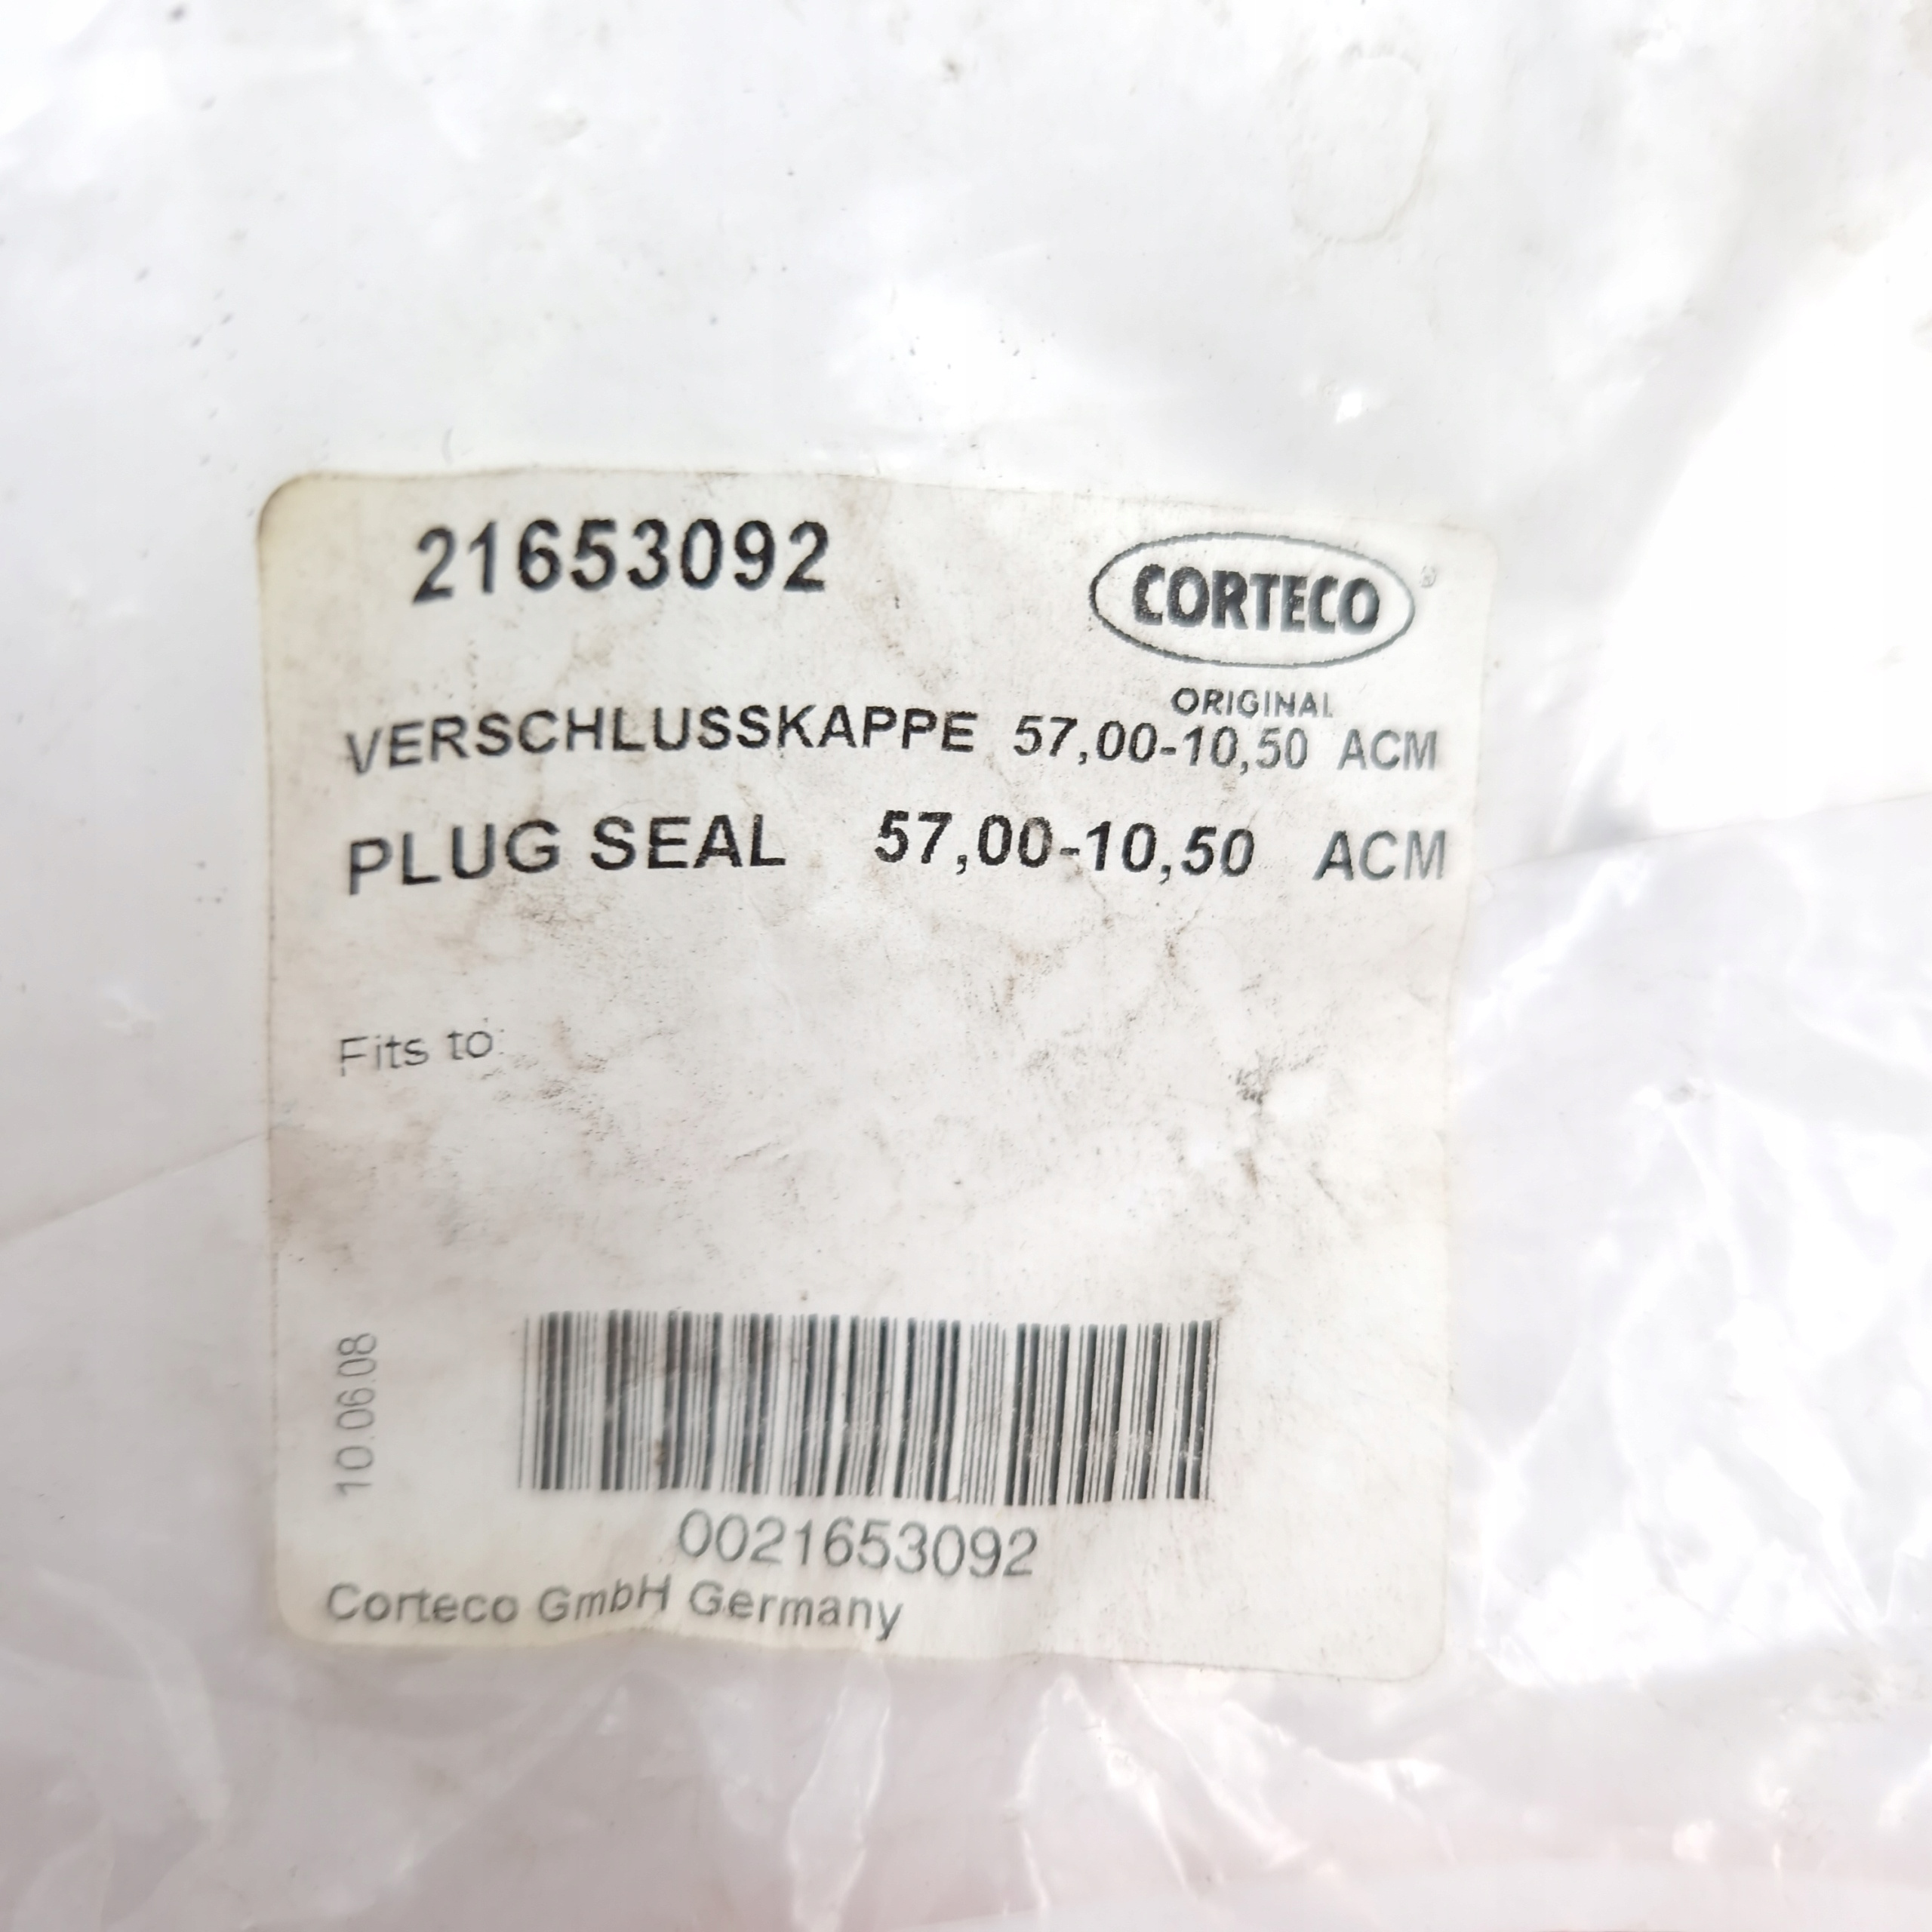 21653092
CORTECO®
ORIGINAL
VERSCHLUSSKAPPE 57,00-10,50 ACM
PLUG SEAL 57,00-10,50 ACM
Fits to:
10.06.08
0021653092
Corteco GmbH Germany